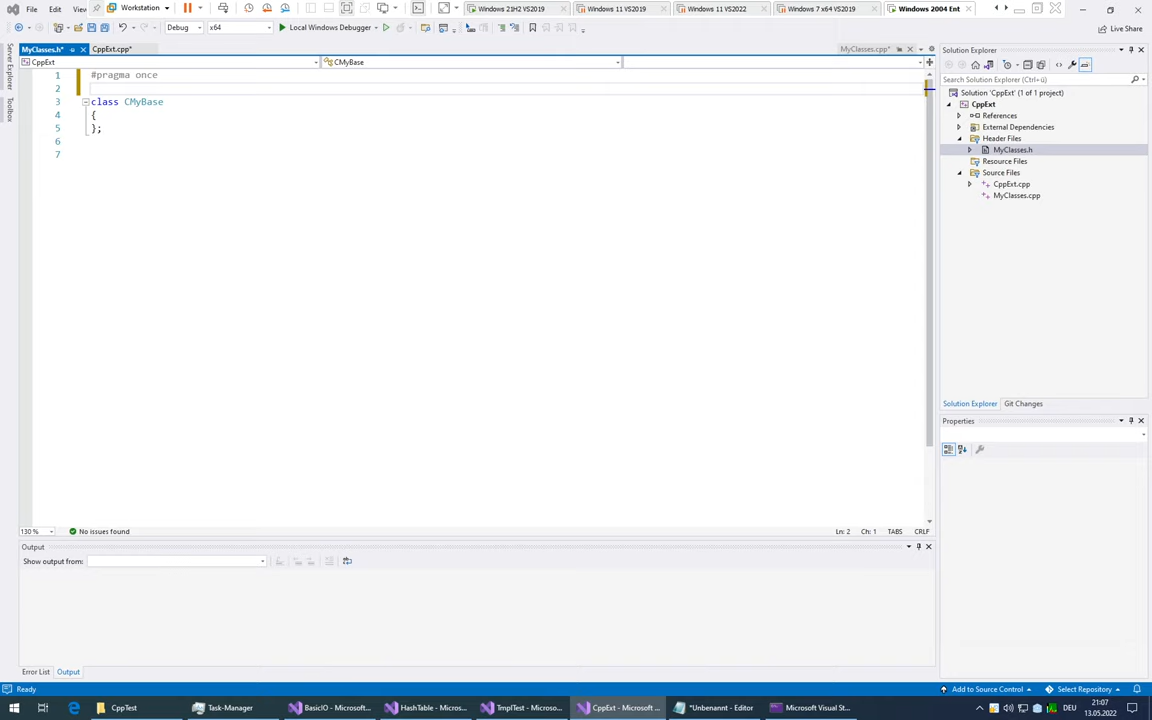 Workstation
Windows 21H2 VS2019
Windows 11 VS2019
Windows 11 VS2022
Windows 7 x64 VS2019
Windows 2004 Ent
File
Edit
View
Debug
x64
Local Windows Debugger
Live Share
Server Explorer
Toolbox
MyClasses.h*
CppExt.cpp*
MyClasses.cpp*
CppExt
CMyBase
1 #pragma once
2
3 class CMyBase
4 {
5 };
6
7
130 %
No issues found
Ln: 2
Ch: 1
TABS
CRLF
Output
Show output from:
Error List
Output
Solution Explorer
Search Solution Explorer (Ctrl+ü)
Solution 'CppExt' (1 of 1 project)
CppExt
References
External Dependencies
Header Files
MyClasses.h
Resource Files
Source Files
CppExt.cpp
MyClasses.cpp
Solution Explorer
Git Changes
Properties
Ready
Add to Source Control
Select Repository
CppTest
Task-Manager
BasicIO - Microsoft...
HashTable - Microso...
TmplTest - Microso...
CppExt - Microsoft ...
*Unbenannt - Editor
Microsoft Visual St...
DEU
21:07
13.05.2022